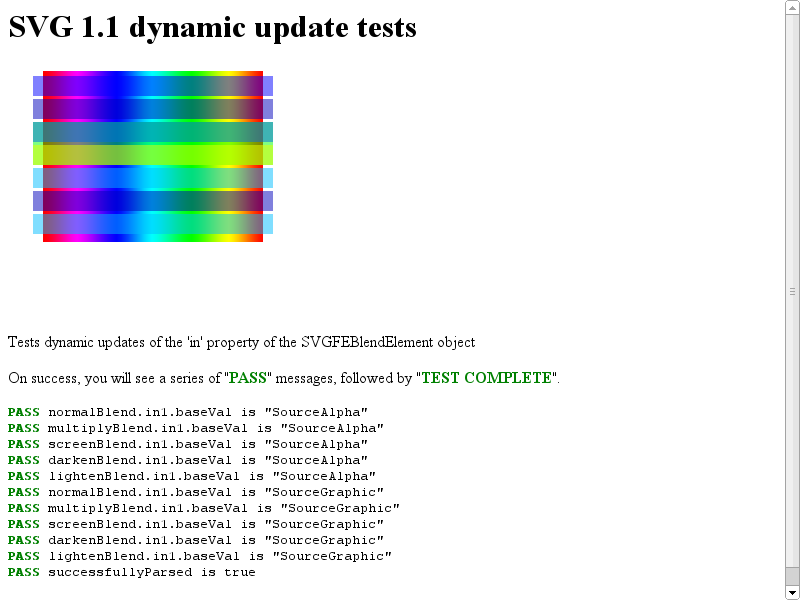 SVG 1.1 dynamic update tests
Tests dynamic updates of the 'in' property of the SVGFEBlendElement object
On success, you will see a series of "PASS" messages, followed by "TEST COMPLETE".
PASS normalBlend.in1.baseVal is "SourceAlpha"
PASS multiplyBlend.in1.baseVal is "SourceAlpha"
PASS screenBlend.in1.baseVal is "SourceAlpha"
PASS darkenBlend.in1.baseVal is "SourceAlpha"
PASS lightenBlend.in1.baseVal is "SourceAlpha"
PASS normalBlend.in1.baseVal is "SourceGraphic"
PASS multiplyBlend.in1.baseVal is "SourceGraphic"
PASS screenBlend.in1.baseVal is "SourceGraphic"
PASS darkenBlend.in1.baseVal is "SourceGraphic"
PASS lightenBlend.in1.baseVal is "SourceGraphic"
PASS successfullyParsed is true